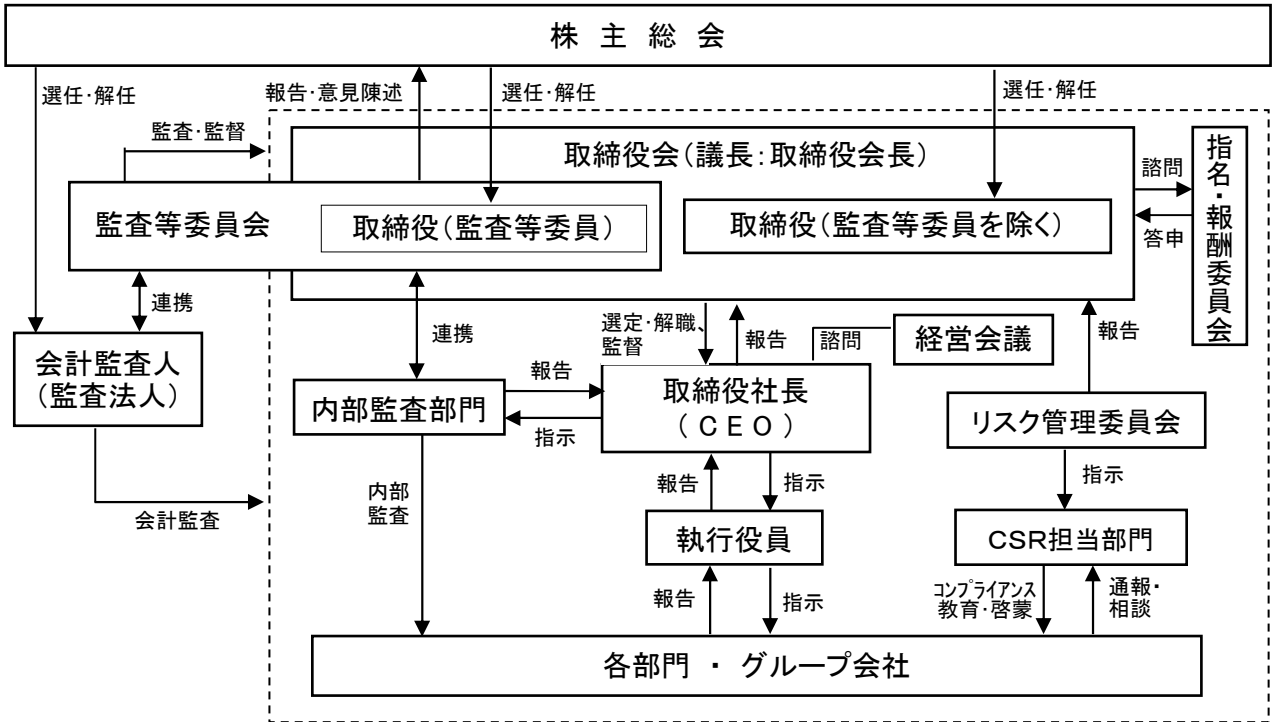 株主総会
選任・解任
報告・意見陳述
選任・解任
選任・解任
監査・監督
取締役会(議長:取締役会長)
諮問
答申
指名・報酬委員会
監査等委員会
取締役(監査等委員)
取締役(監査等委員を除く)
連携
連携
選定・解職、
監督
報告
諮問
経営会議
報告
会計監査人
(監査法人)
内部監査部門
報告
指示
取締役社長
(CEO)
リスク管理委員会
会計監査
内部
監査
報告
指示
指示
執行役員
CSR担当部門
報告
指示
コンプライアンス
教育・啓蒙
通報・
相談
各部門 ・ グループ会社